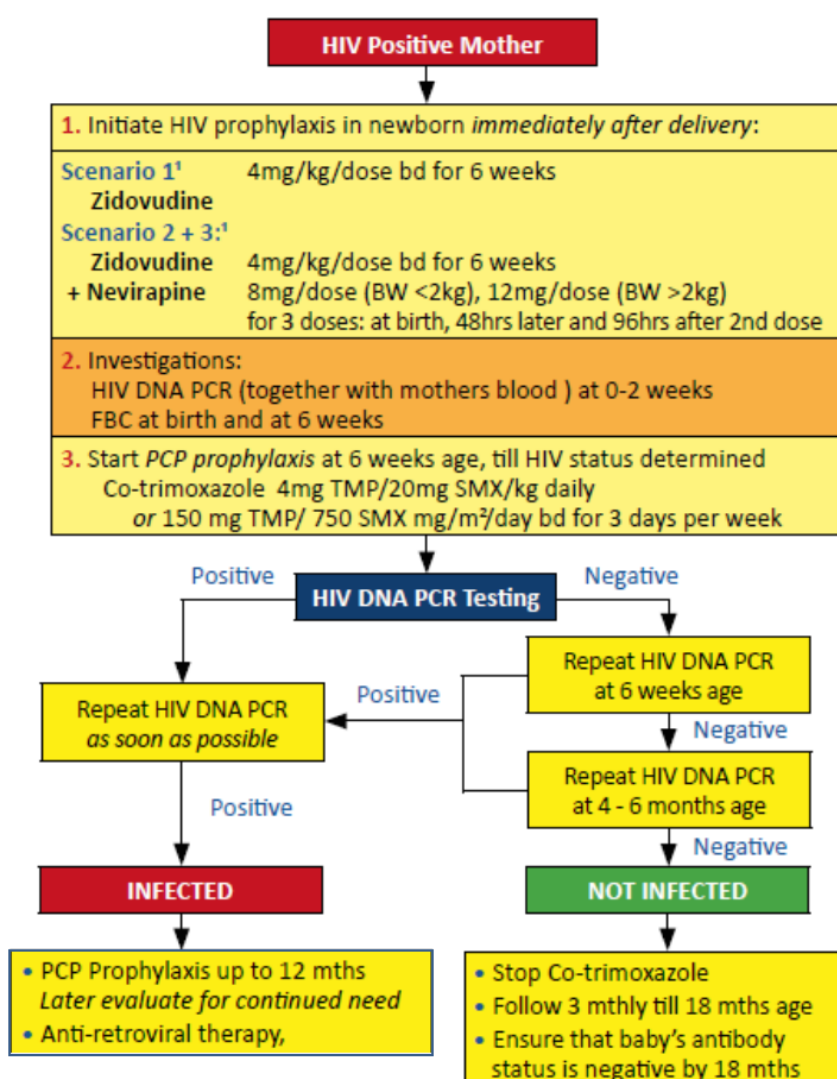 HIV Positive Mother
1. Initiate HIV prophylaxis in newborn immediately after delivery:
Scenario 1¹ 4mg/kg/dose bd for 6 weeks
Zidovudine
Scenario 2 + 3:¹
Zidovudine 4mg/kg/dose bd for 6 weeks
+ Nevirapine 8mg/dose (BW <2kg), 12mg/dose (BW >2kg)
for 3 doses: at birth, 48hrs later and 96hrs after 2nd dose
2. Investigations:
HIV DNA PCR (together with mothers blood ) at 0-2 weeks
FBC at birth and at 6 weeks
3. Start PCP prophylaxis at 6 weeks age, till HIV status determined
Co-trimoxazole 4mg TMP/20mg SMX/kg daily
or 150 mg TMP/ 750 SMX mg/m²/day bd for 3 days per week
Positive
Negative
HIV DNA PCR Testing
Repeat HIV DNA PCR
at 6 weeks age
Positive
Repeat HIV DNA PCR
as soon as possible
Negative
Repeat HIV DNA PCR
at 4 - 6 months age
Positive
Negative
INFECTED
NOT INFECTED
• PCP Prophylaxis up to 12 mths
Later evaluate for continued need
• Anti-retroviral therapy,
• Stop Co-trimoxazole
• Follow 3 mthly till 18 mths age
• Ensure that baby's antibody
status is negative by 18 mths